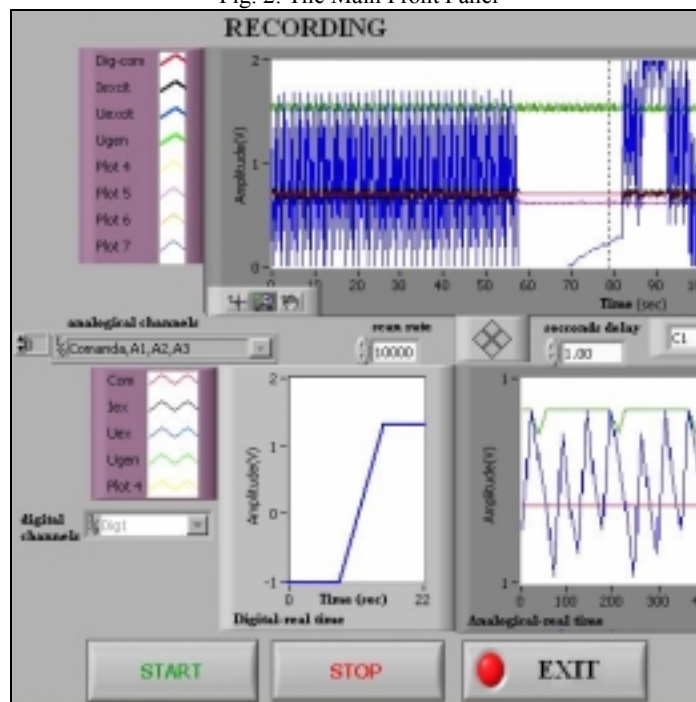 Fig. 2. The Main Front Panel
RECORDING
Dig-com
Iexcit
Uexcit
Ugen
Plot 4
Plot 5
Plot 6
Plot 7
Amplitude(V)
2
1
0
0 10 20 30 40 50 60 70 80 90
Time (sec)
analogical channels
Comanda,A1,A2,A3
scan rate
10000
secconds delay
1.00
C1
Com
Iex
Uex
Ugen
Plot 4
digital
channels
Dig1
Amplitude(V)
2
1
0
-1
0 Time (sec) 22
Digital-real time
Amplitude(V)
1
1
0 100 200 300
Analogical-real time
START
STOP
EXIT